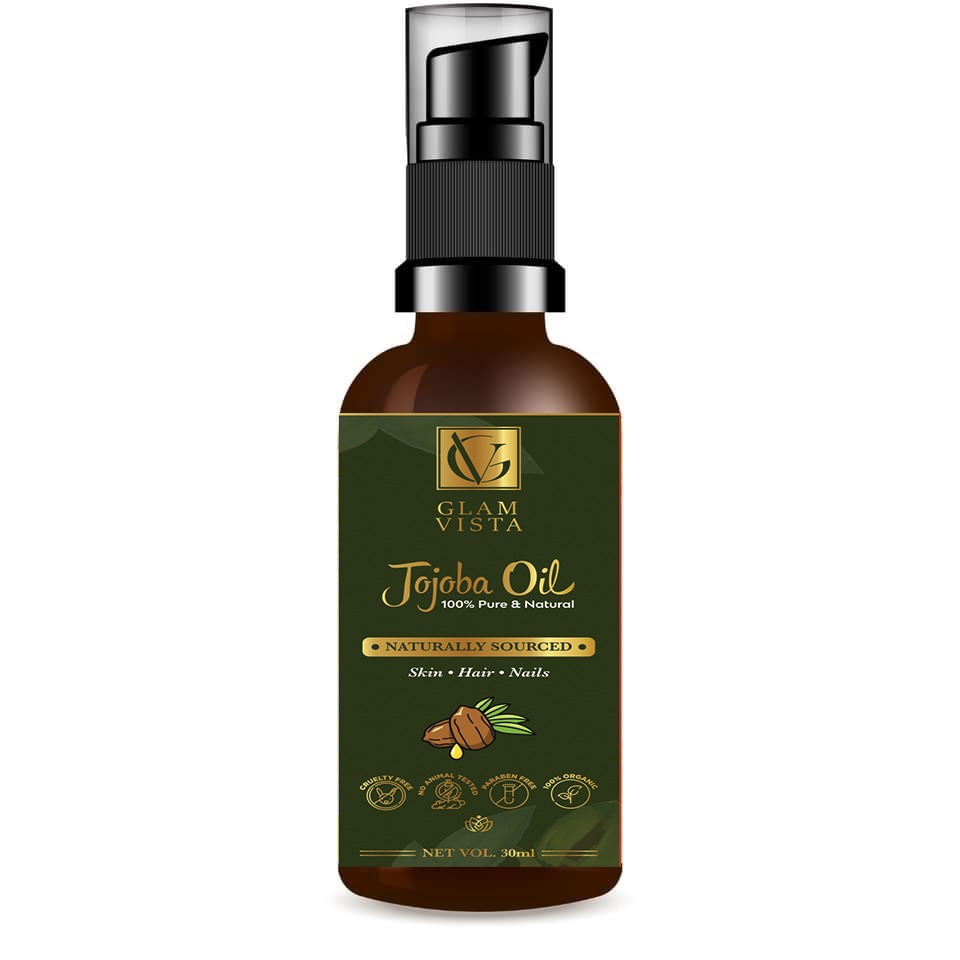 GLAM
VISTA
Jojoba Oil
100% Pure & Natural
• NATURALLY SOURCED •
Skin • Hair • Nails
CRUELTY FREE
NO ANIMAL TESTED
PARABEN FREE
100% ORGANIC
NET VOL. 30ml